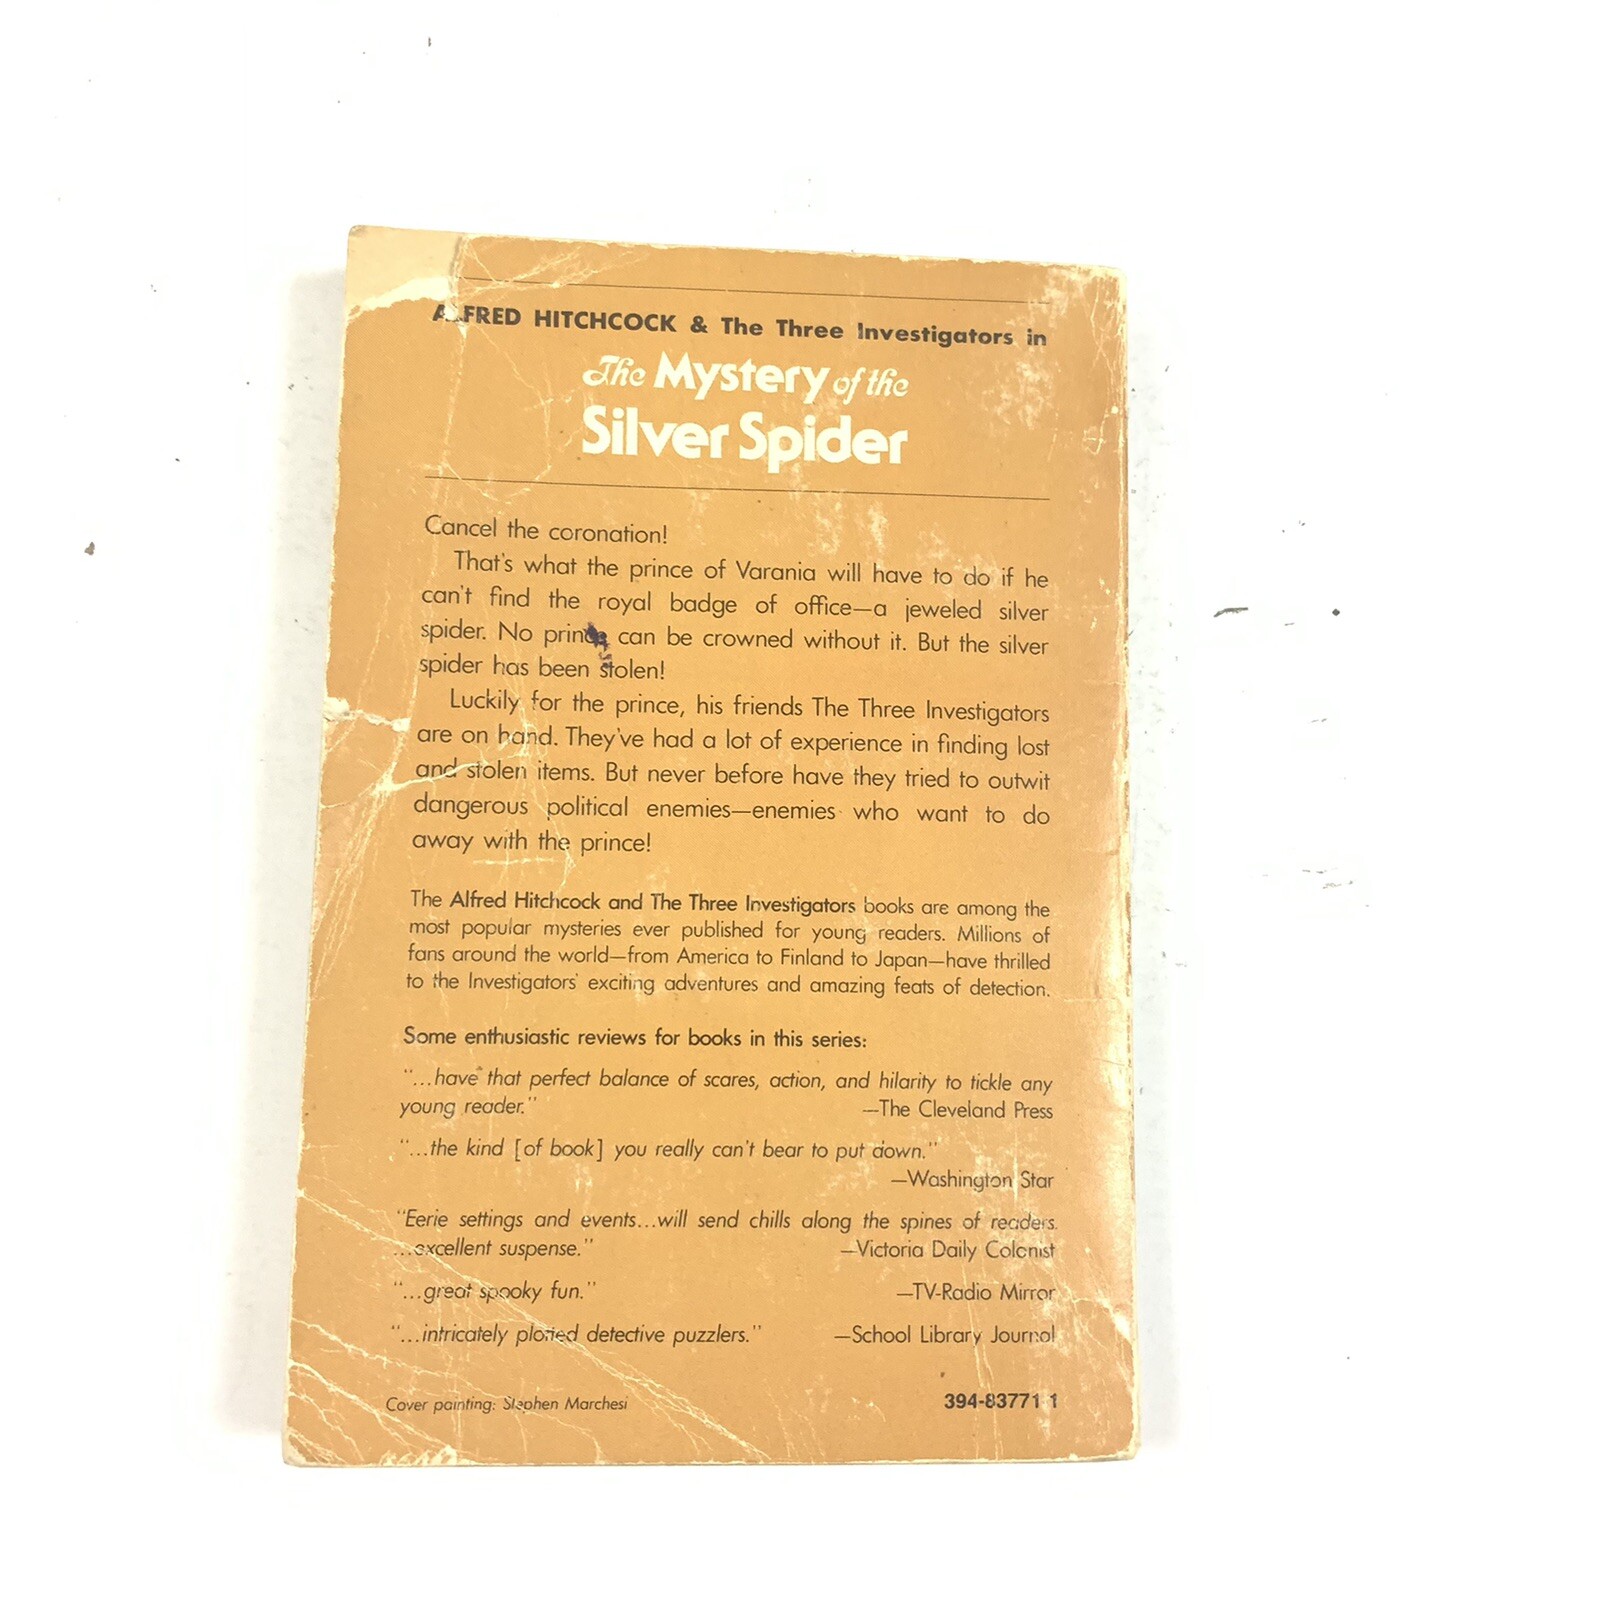 ALFRED HITCHCOCK & The Three Investigators in
The Mystery of the
Silver Spider
Cancel the coronation!
That's what the prince of Varania will have to do if he
can't find the royal badge of office—a jeweled silver
spider. No prince can be crowned without it. But the silver
spider has been stolen!
Luckily for the prince, his friends The Three Investigators
are on hand. They've had a lot of experience in finding lost
and stolen items. But never before have they tried to outwit
dangerous political enemies—enemies who want to do
away with the prince!
The Alfred Hitchcock and The Three Investigators books are among the
most popular mysteries ever published for young readers. Millions of
fans around the world—from America to Finland to Japan—have thrilled
to the Investigators' exciting adventures and amazing feats of detection.
Some enthusiastic reviews for books in this series:
"...have that perfect balance of scares, action, and hilarity to tickle any
young reader." —The Cleveland Press
"...the kind [of book] you really can't bear to put down."
—Washington Star
"Eerie settings and events...will send chills along the spines of readers.
...excellent suspense." —Victoria Daily Colonist
"...great spooky fun." —TV-Radio Mirror
"...intricately plotted detective puzzlers." —School Library Journal
Cover painting: Stephen Marchesi 394-83771 1